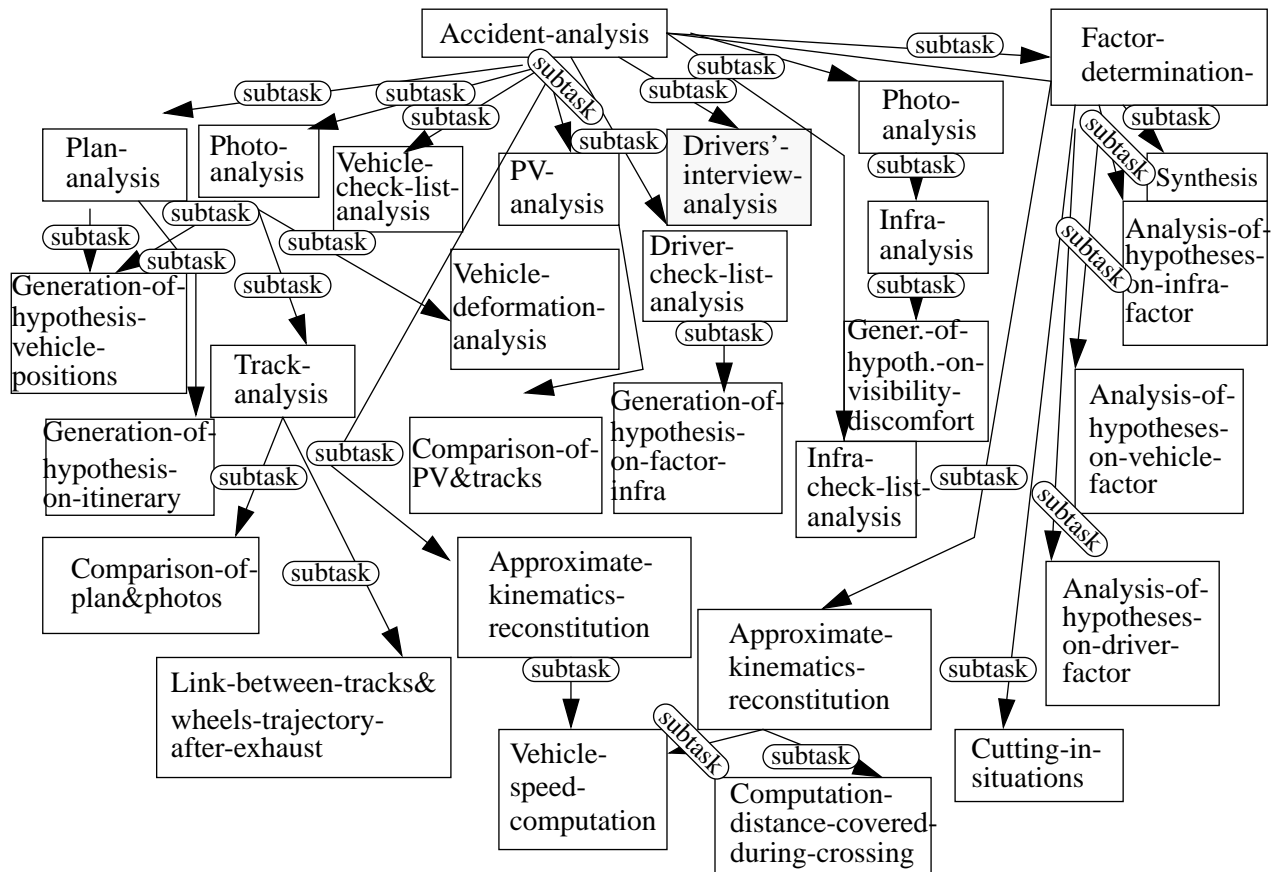 Accident-analysis
subtask
Factor-
determination-
subtask
subtask
subtask
subtask
subtask
subtask
subtask
Photo-
analysis
subtask
subtask
subtask
Plan-
analysis
Photo-
analysis
Vehicle-
check-list-
analysis
PV-
analysis
Drivers'-
interview-
analysis
subtask
Synthesis
subtask
subtask
subtask
subtask
Infra-
analysis
Analysis-of-
hypotheses-
on-infra-
factor
subtask
subtask
Driver-
check-list-
analysis
subtask
Generation-of-
hypothesis-
vehicle-
positions
subtask
Vehicle-
deformation-
analysis
subtask
Gener.-of-
hypoth.-on-
visibility-
discomfort
Track-
analysis
Generation-of-
hypothesis-
on-itinerary
subtask
subtask
Comparison-of-
PV&tracks
Generation-of-
hypothesis-
on-factor-
infra
Infra-
check-list-
analysis
subtask
Analysis-of-
hypotheses-
on-vehicle-
factor
subtask
Comparison-of-
plan&photos
subtask
Approximate-
kinematics-
reconstitution
Approximate-
kinematics-
reconstitution
Analysis-of-
hypotheses-
on-driver-
factor
Link-between-tracks&
wheels-trajectory-
after-exhaust
subtask
subtask
subtask
subtask
Vehicle-
speed-
computation
Computation-
distance-covered-
during-crossing
Cutting-in-
situations